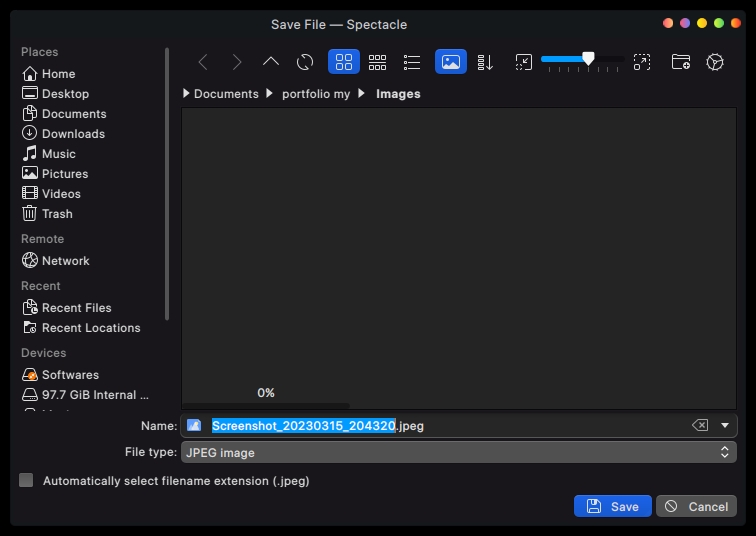 Save File — Spectacle
Places
Home
Desktop
Documents
Downloads
Music
Pictures
Videos
Trash
Remote
Network
Recent
Recent Files
Recent Locations
Devices
Softwares
97.7 GiB Internal ...
Documents portfolio my Images
0%
Name: Screenshot_20230315_204320.jpeg
File type: JPEG image
Automatically select filename extension (.jpeg)
Save Cancel